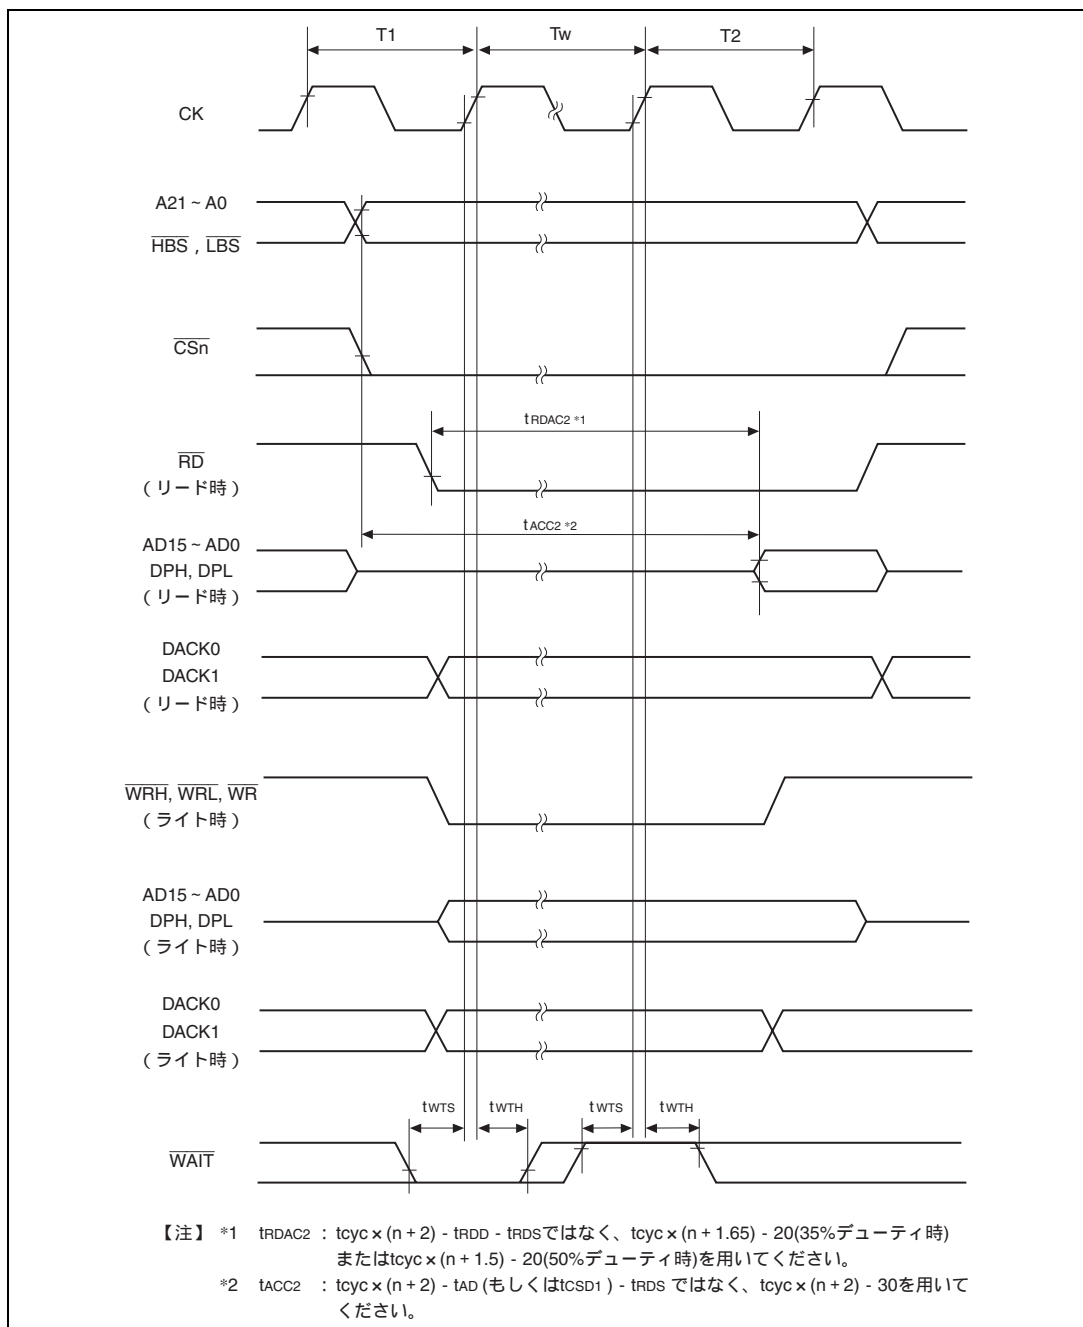 T1 Tw T2
CK
A21 ~ A0
HBS , LBS
CSn
tRDAC2 *1
RD
( リード時 )
tACC2 *2
AD15 ~ AD0
DPH, DPL
( リード時 )
DACK0
DACK1
( リード時 )
WRH, WRL, WR
( ライト時 )
AD15 ~ AD0
DPH, DPL
( ライト時 )
DACK0
DACK1
( ライト時 )
tWTS tWTH tWTS tWTH
WAIT
【注】 *1 tRDAC2 : tcyc × (n + 2) - tRDD - tRDSではなく、tcyc × (n + 1.65) - 20(35%デューティ時)
またはtcyc × (n + 1.5) - 20(50%デューティ時)を用いてください。
*2 tACC2 : tcyc × (n + 2) - tAD (もしくはtCSD1 ) - tRDS ではなく、tcyc × (n + 2) - 30を用いて
ください。